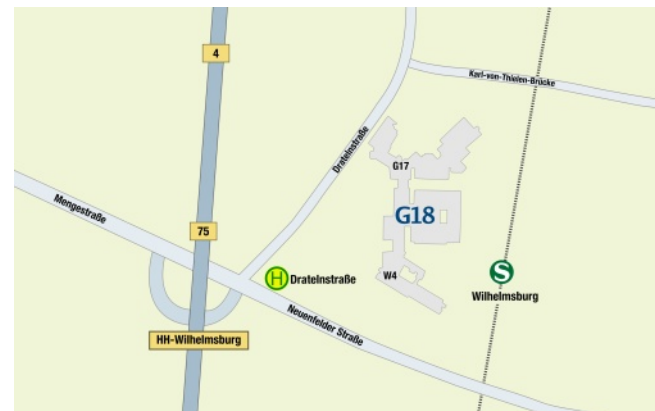 4
Karl-von-Thielen-Brücke
Dratelnstraße
G17
Mengestraße
G18
75
W4
H Dratelnstraße
S
Wilhelmsburg
Neuenfelder Straße
HH-Wilhelmsburg